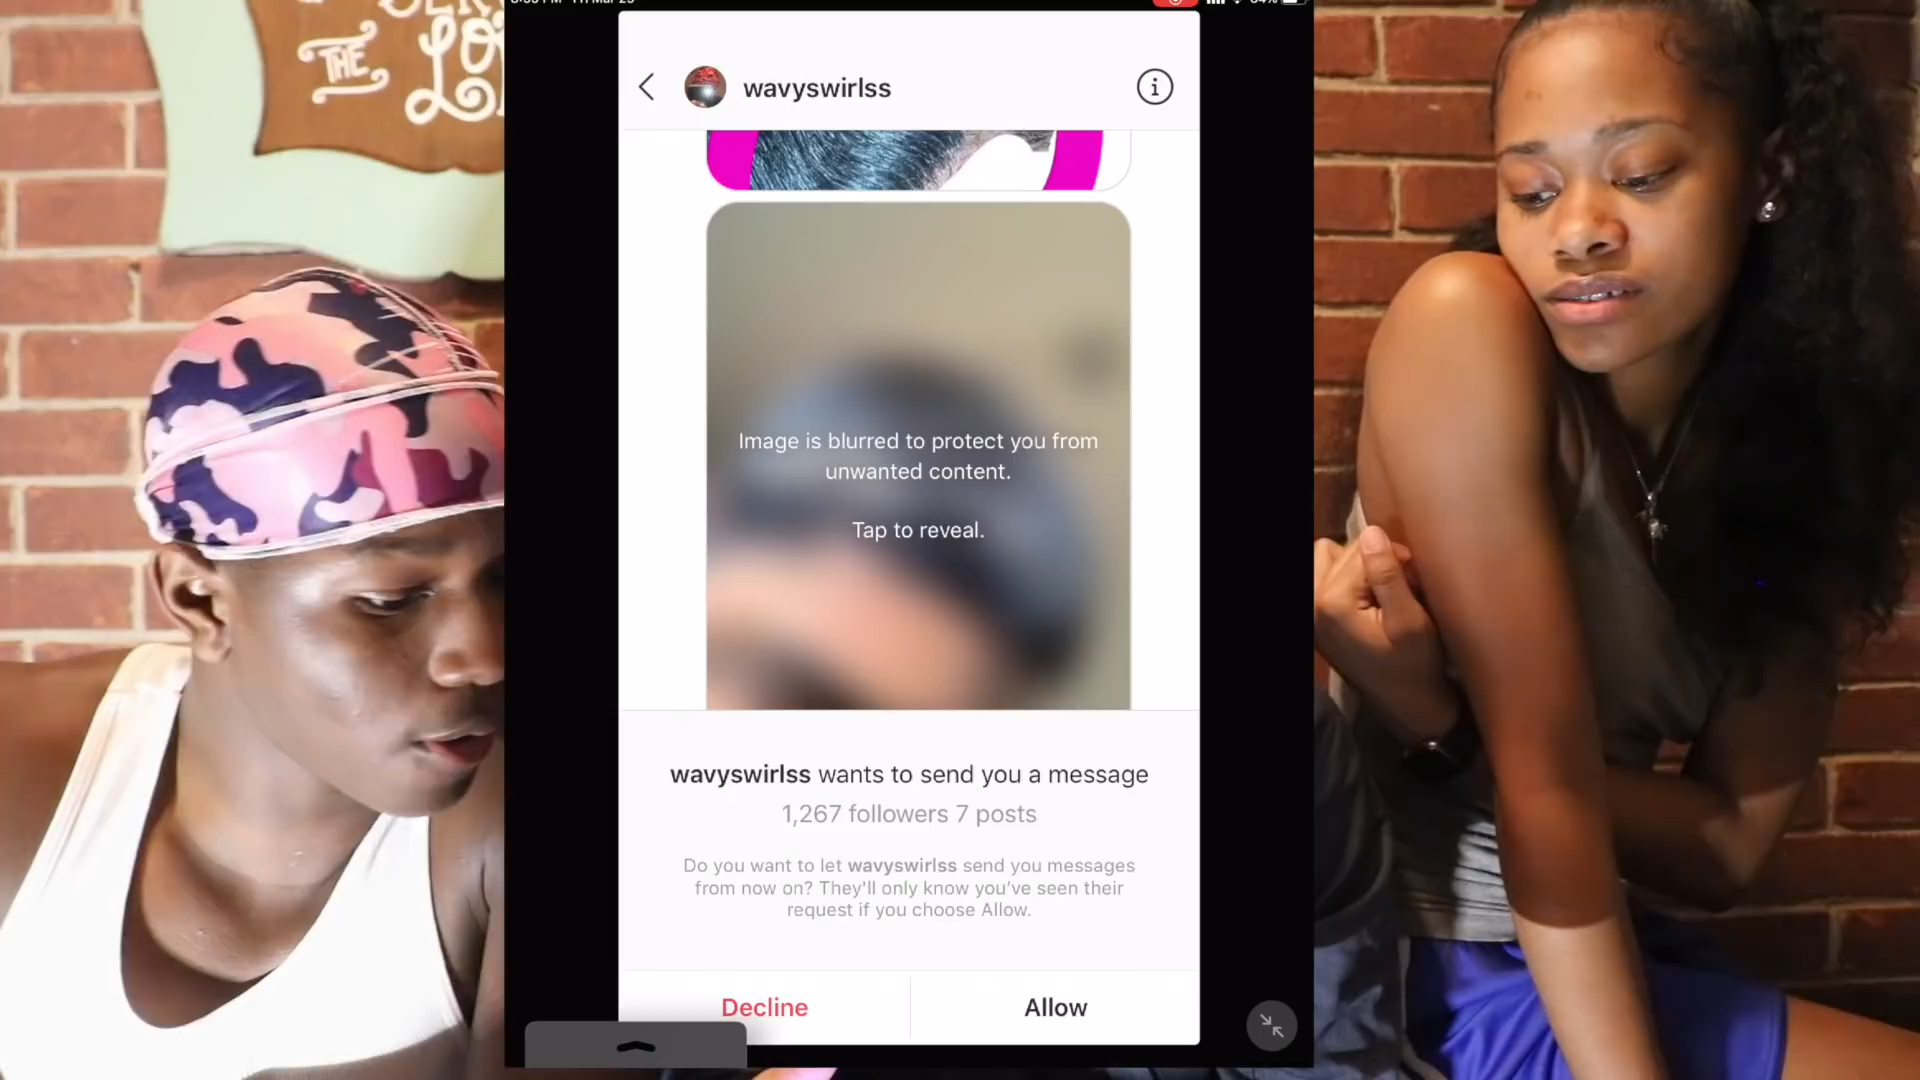 THE
wavyswirlss
Image is blurred to protect you from
unwanted content.
Tap to reveal.
wavyswirlss wants to send you a message
1,267 followers 7 posts
Do you want to let wavyswirlss send you messages
from now on? They'll only know you've seen their
request if you choose Allow.
Decline
Allow